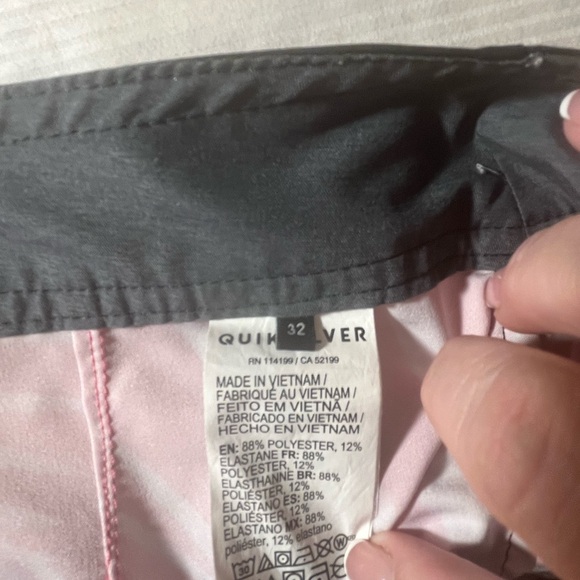 32
QUIK VER
RN 114199 / CA 52199
MADE IN VIETNAM /
FABRIQUÉ AU VIETNAM /
FEITO EM VIETNÃ /
FABRICADO EN VIETNAM /
HECHO EN VIETNAM
EN: 88% POLYESTER, 12%
ELASTANE FR: 88%
POLYESTER, 12%
ELASTHANNE BR: 88%
POLIÉSTER, 12%
ELASTANO ES: 88%
POLIÉSTER, 12%
ELASTANO MX: 88%
poliéster, 12% elastano
30 W